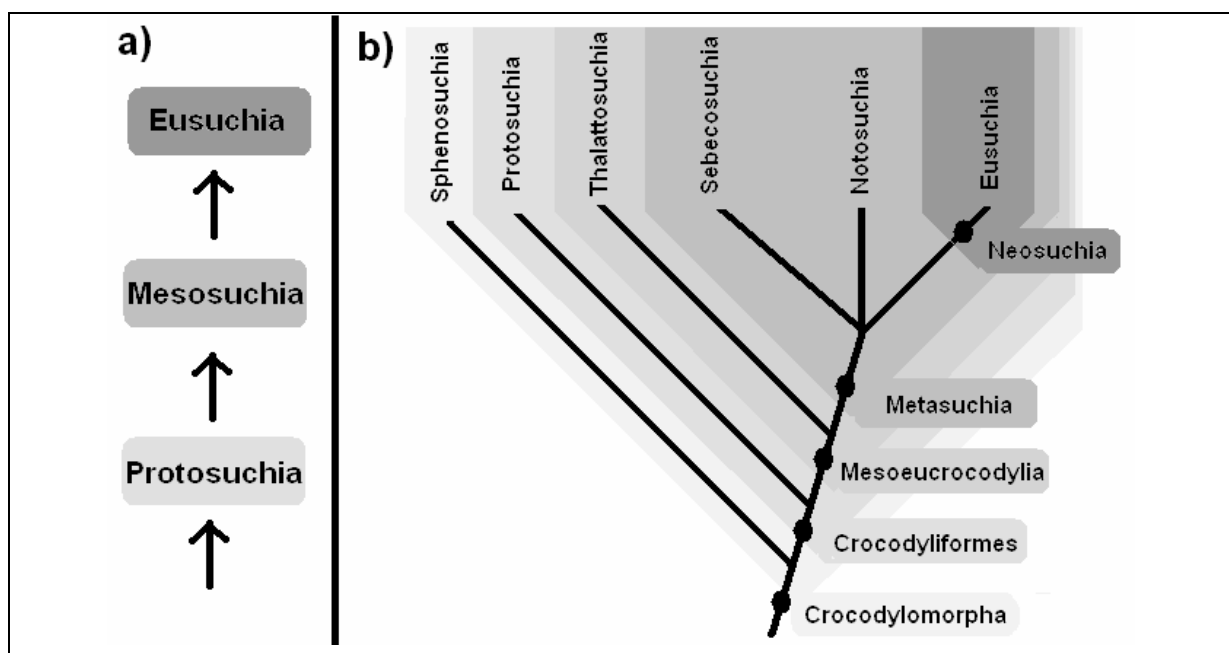 a)
Eusuchia
Mesosuchia
Protosuchia
b)
Sphenosuchia
Protosuchia
Thalattosuchia
Sebecosuchia
Notosuchia
Eusuchia
Neosuchia
Metasuchia
Mesoeucrocodylia
Crocodyliformes
Crocodylomorpha